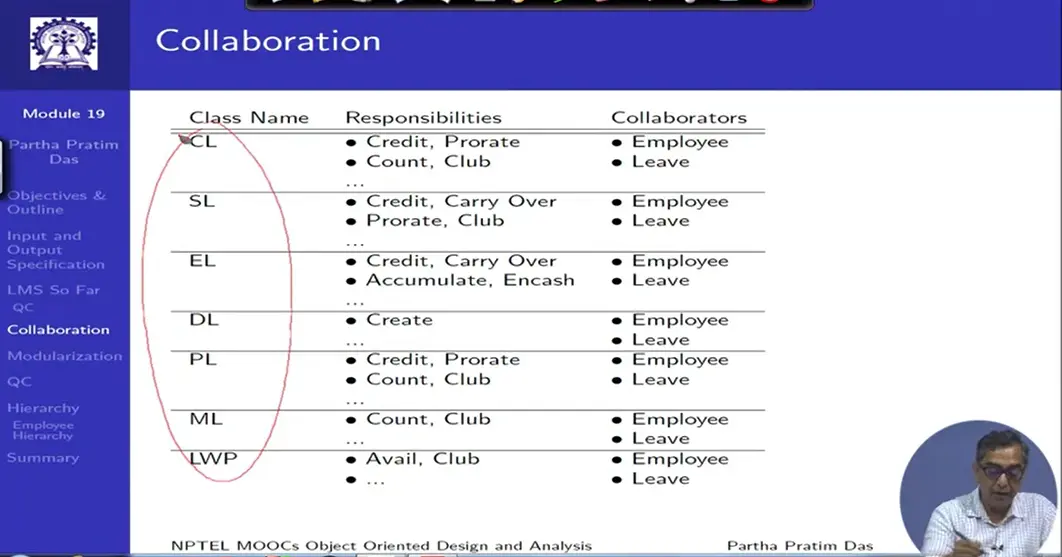 Collaboration
Module 19
Partha Pratim
Das
Objectives &
Outline
Input and
Output
Specification
LMS So Far
QC
Collaboration
Modularization
QC
Hierarchy
Employee
Hierarchy
Summary
Class Name Responsibilities Collaborators
CL • Credit, Prorate • Employee
• Count, Club • Leave
...
SL • Credit, Carry Over • Employee
• Prorate, Club • Leave
...
EL • Credit, Carry Over • Employee
• Accumulate, Encash • Leave
...
DL • Create • Employee
... • Leave
PL • Credit, Prorate • Employee
• Count, Club • Leave
...
ML • Count, Club • Employee
... • Leave
LWP • Avail, Club • Employee
• ... • Leave
NPTEL MOOCs Object Oriented Design and Analysis Partha Pratim Das